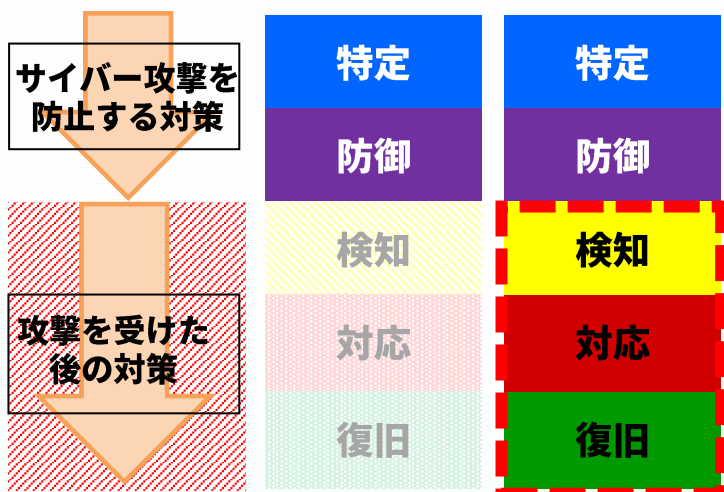 サイバー攻撃を
防止する対策
攻撃を受けた
後の対策
特定
防御
検知
対応
復旧
特定
防御
検知
対応
復旧